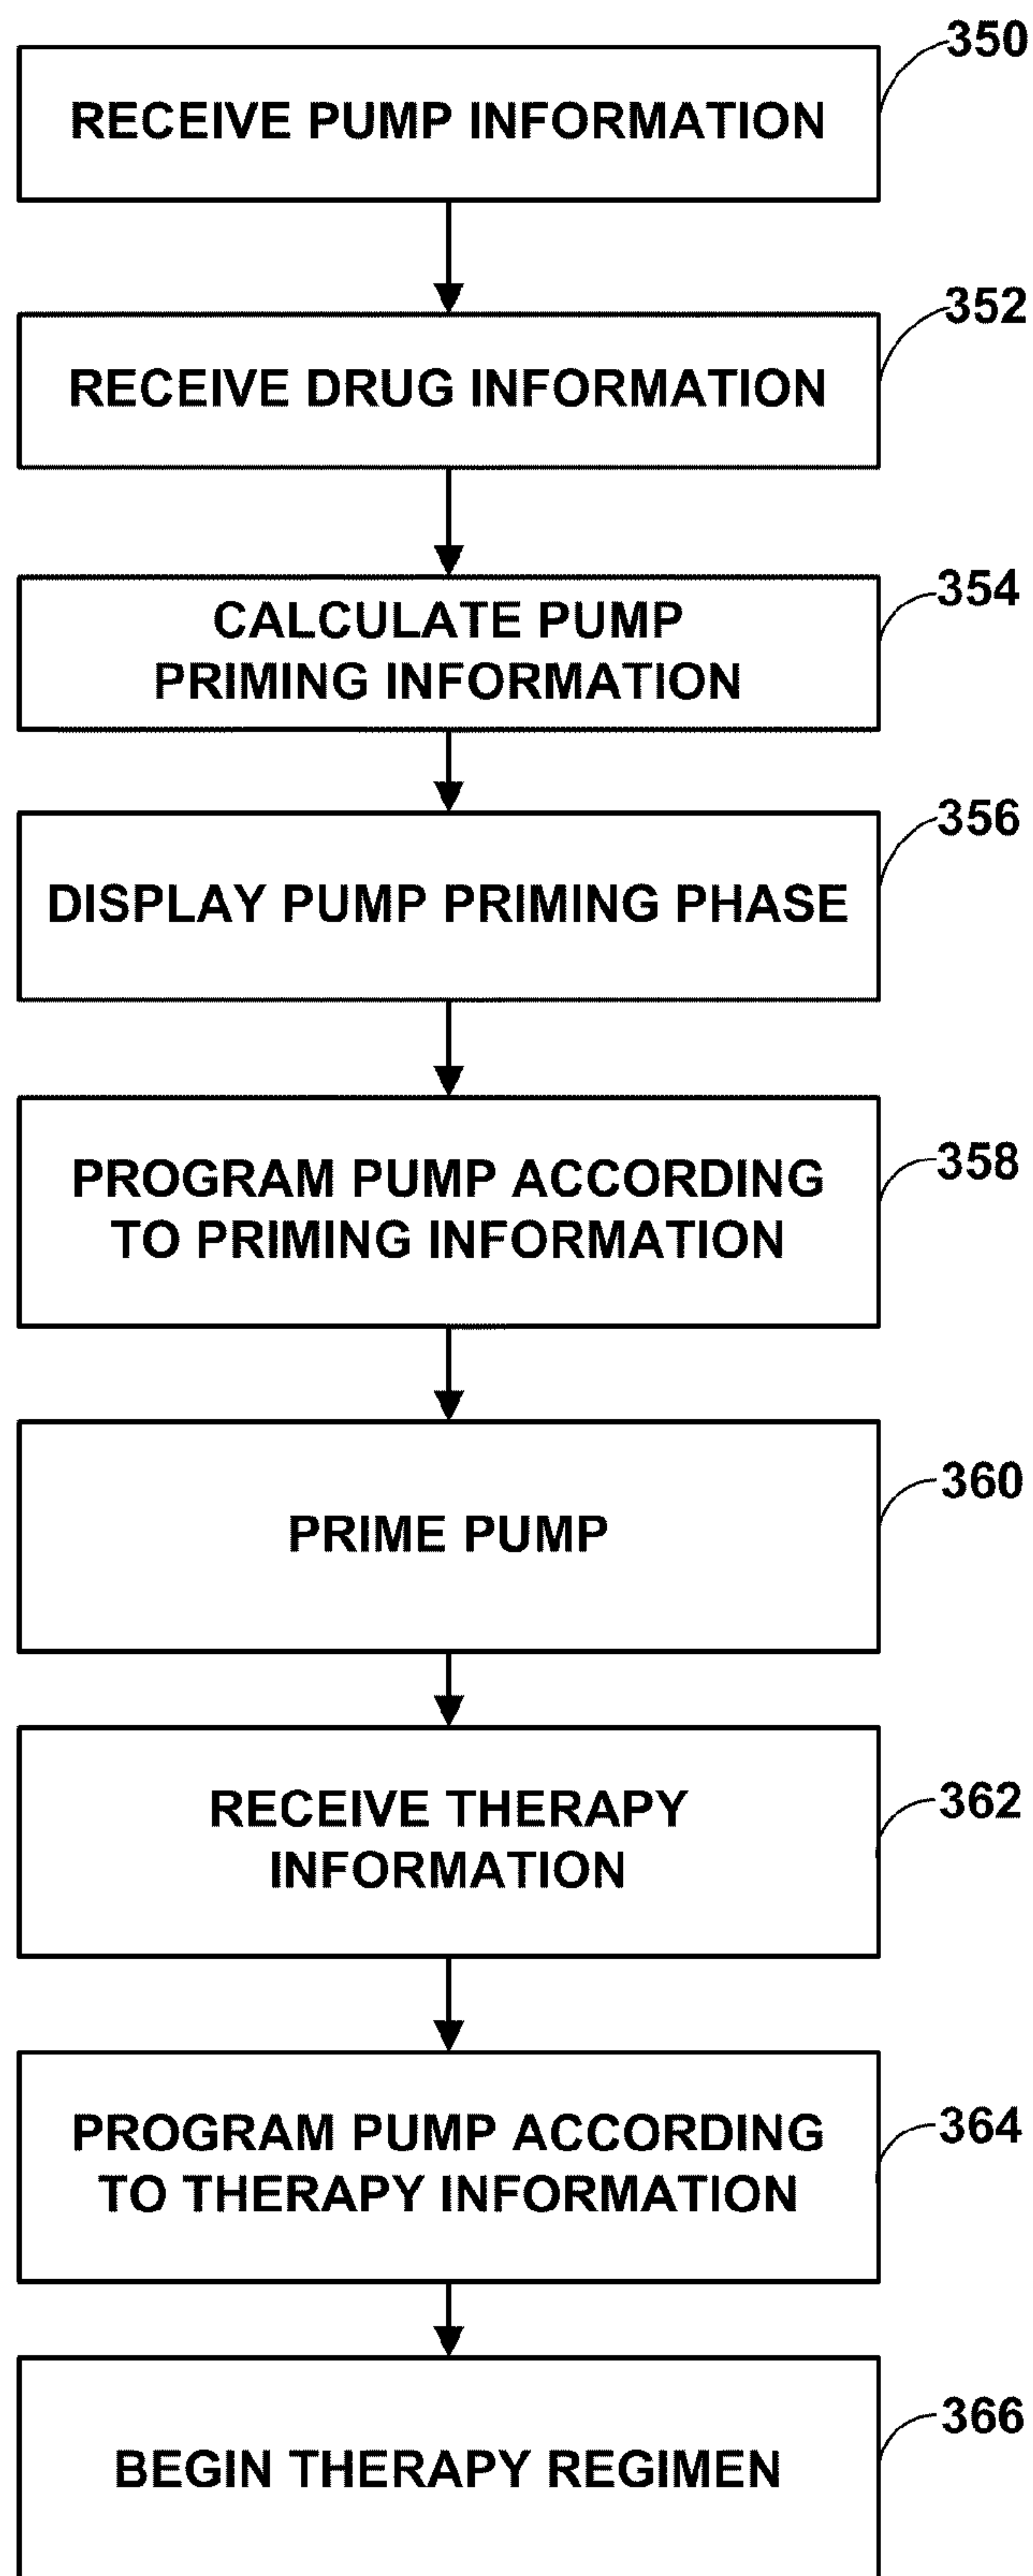 350
RECEIVE PUMP INFORMATION
352
RECEIVE DRUG INFORMATION
354
CALCULATE PUMP
PRIMING INFORMATION
356
DISPLAY PUMP PRIMING PHASE
358
PROGRAM PUMP ACCORDING
TO PRIMING INFORMATION
360
PRIME PUMP
362
RECEIVE THERAPY
INFORMATION
364
PROGRAM PUMP ACCORDING
TO THERAPY INFORMATION
366
BEGIN THERAPY REGIMEN